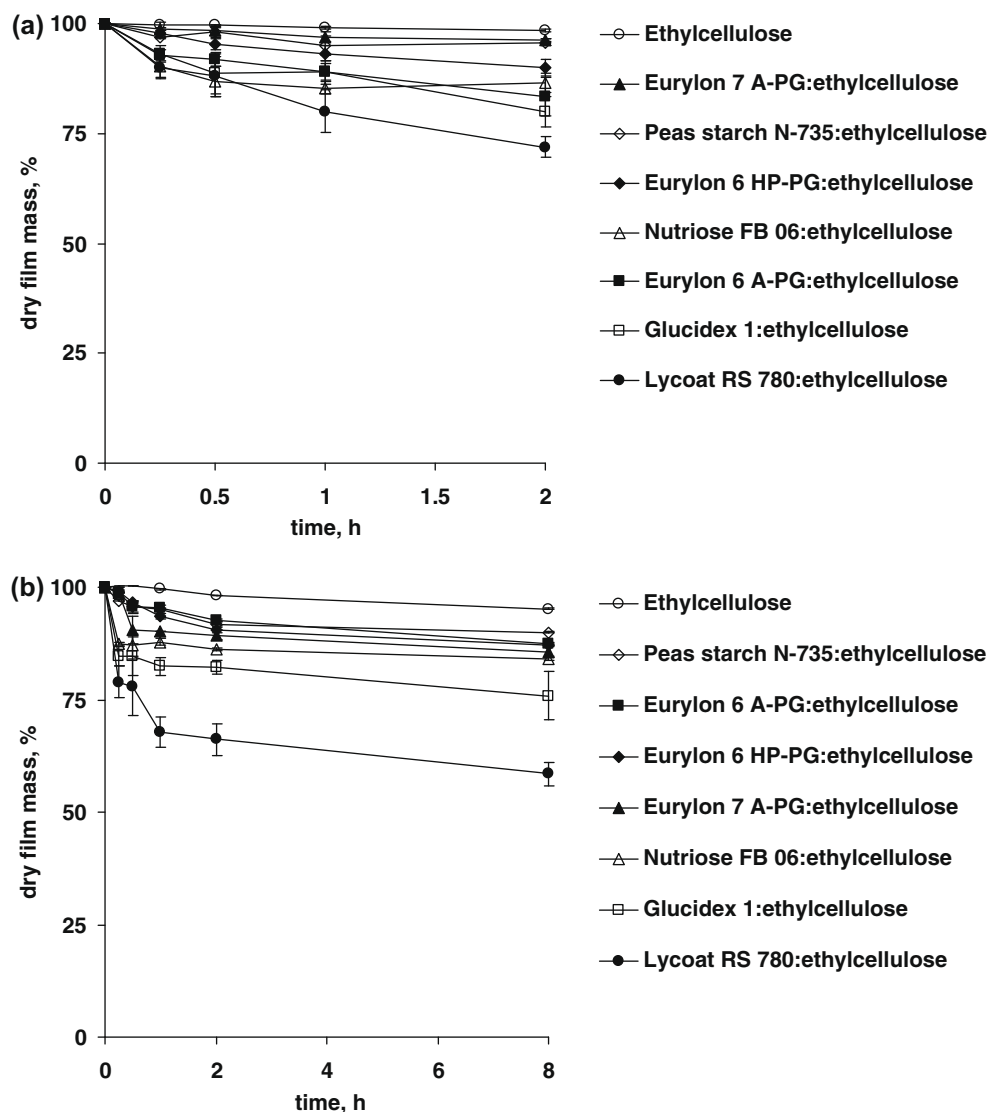 (a)
100
75
50
25
0
dry film mass, %
0 0.5 1 1.5 2
time, h
Ethylcellulose
Eurylon 7 A-PG:ethylcellulose
Peas starch N-735:ethylcellulose
Eurylon 6 HP-PG:ethylcellulose
Nutriose FB 06:ethylcellulose
Eurylon 6 A-PG:ethylcellulose
Glucidex 1:ethylcellulose
Lycoat RS 780:ethylcellulose
(b)
100
75
50
25
0
dry film mass, %
0 2 4 6 8
time, h
Ethylcellulose
Peas starch N-735:ethylcellulose
Eurylon 6 A-PG:ethylcellulose
Eurylon 6 HP-PG:ethylcellulose
Eurylon 7 A-PG:ethylcellulose
Nutriose FB 06:ethylcellulose
Glucidex 1:ethylcellulose
Lycoat RS 780:ethylcellulose